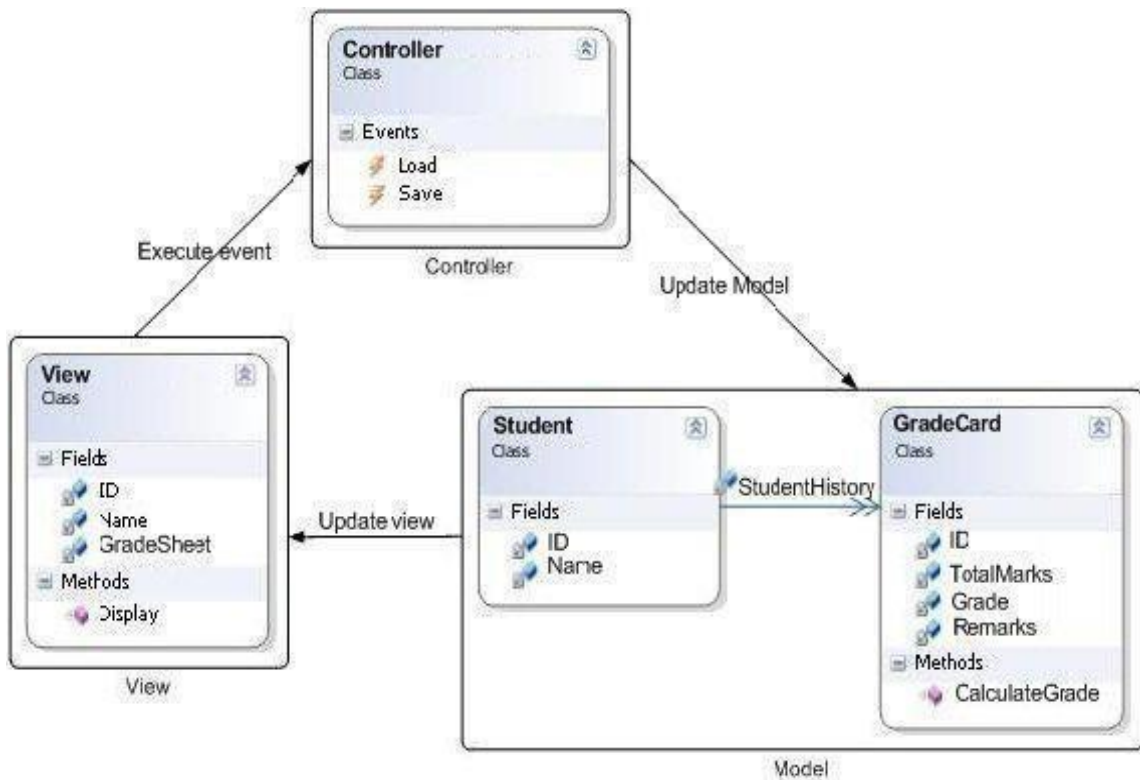 Controller
Class
Events
Load
Save
Controller
Execute event
Update Model
View
Class
Fields
ID
Name
GradeSheet
Methods
Display
View
Update view
Student
Class
Fields
ID
Name
StudentHistory
GradeCard
Class
Fields
ID
TotalMarks
Grade
Remarks
Methods
CalculateGrade
Model